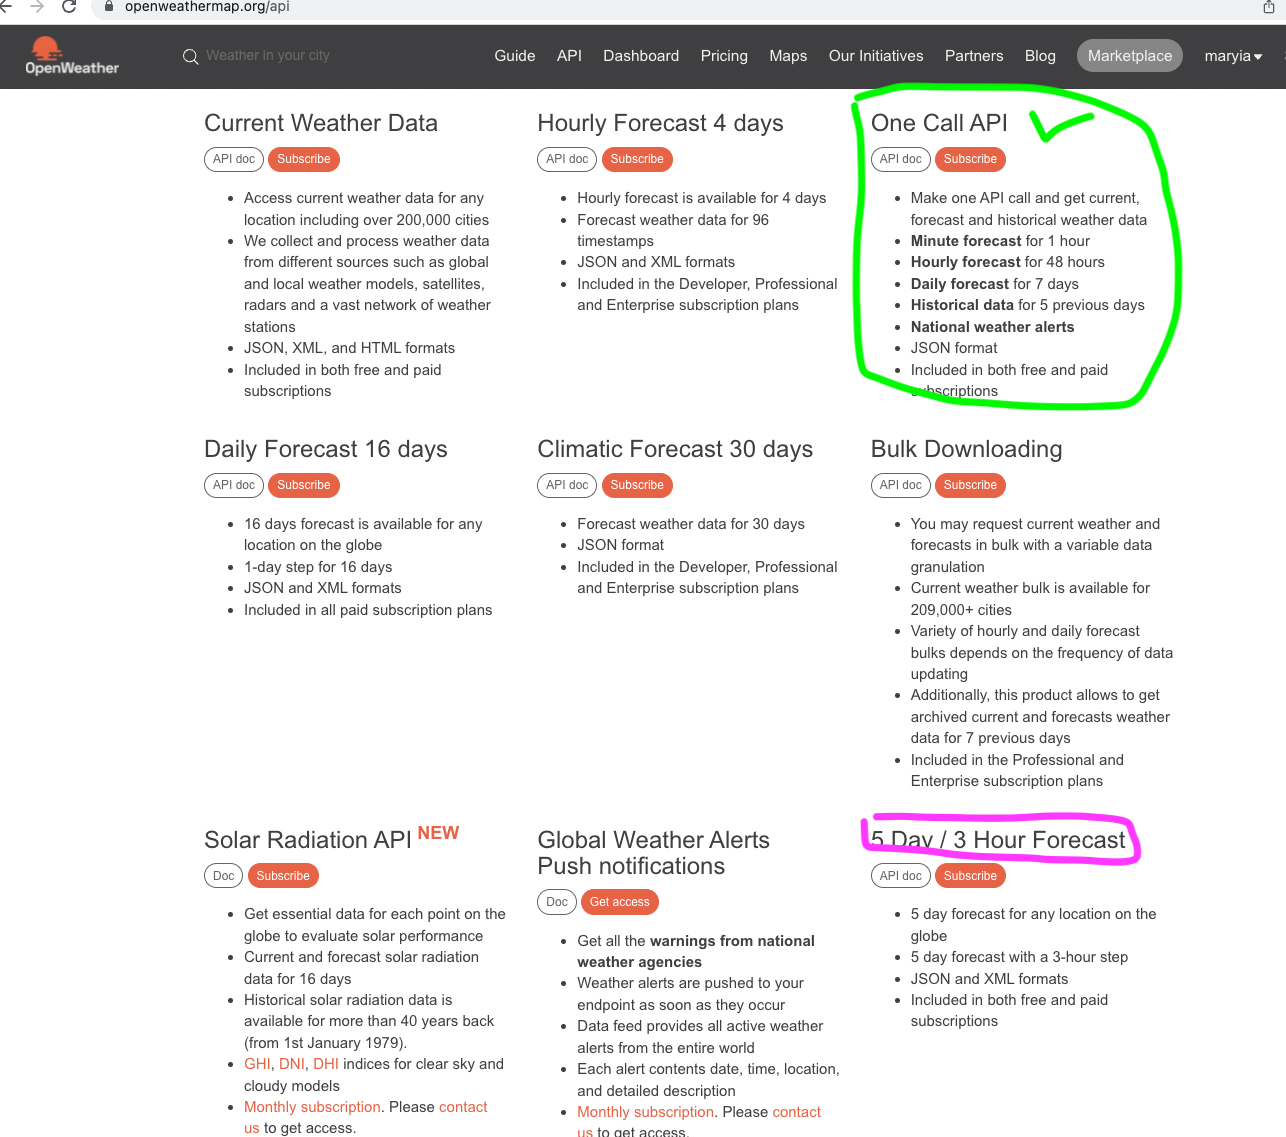 openweathermap.org/api
OpenWeather
Weather in your city
Guide
API
Dashboard
Pricing
Maps
Our Initiatives
Partners
Blog
Marketplace
maryia
Current Weather Data
API doc
Subscribe
Access current weather data for any
location including over 200,000 cities
We collect and process weather data
from different sources such as global
and local weather models, satellites,
radars and a vast network of weather
stations
JSON, XML, and HTML formats
Included in both free and paid
subscriptions
Hourly Forecast 4 days
API doc
Subscribe
Hourly forecast is available for 4 days
Forecast weather data for 96
timestamps
JSON and XML formats
Included in the Developer, Professional
and Enterprise subscription plans
One Call API
API doc
Subscribe
Make one API call and get current,
forecast and historical weather data
Minute forecast for 1 hour
Hourly forecast for 48 hours
Daily forecast for 7 days
Historical data for 5 previous days
National weather alerts
JSON format
Included in both free and paid
subscriptions
Daily Forecast 16 days
API doc
Subscribe
16 days forecast is available for any
location on the globe
1-day step for 16 days
JSON and XML formats
Included in all paid subscription plans
Climatic Forecast 30 days
API doc
Subscribe
Forecast weather data for 30 days
JSON format
Included in the Developer, Professional
and Enterprise subscription plans
Bulk Downloading
API doc
Subscribe
You may request current weather and
forecasts in bulk with a variable data
granulation
Current weather bulk is available for
209,000+ cities
Variety of hourly and daily forecast
bulks depends on the frequency of data
updating
Additionally, this product allows to get
archived current and forecasts weather
data for 7 previous days
Included in the Professional and
Enterprise subscription plans
Solar Radiation API NEW
Doc
Subscribe
Get essential data for each point on the
globe to evaluate solar performance
Current and forecast solar radiation
data for 16 days
Historical solar radiation data is
available for more than 40 years back
(from 1st January 1979).
GHI, DNI, DHI indices for clear sky and
cloudy models
Monthly subscription. Please contact
us to get access.
Global Weather Alerts
Push notifications
Doc
Get access
Get all the warnings from national
weather agencies
Weather alerts are pushed to your
endpoint as soon as they occur
Data feed provides all active weather
alerts from the entire world
Each alert contents date, time, location,
and detailed description
Monthly subscription. Please contact
us to get access.
5 Day / 3 Hour Forecast
API doc
Subscribe
5 day forecast for any location on the
globe
5 day forecast with a 3-hour step
JSON and XML formats
Included in both free and paid
subscriptions